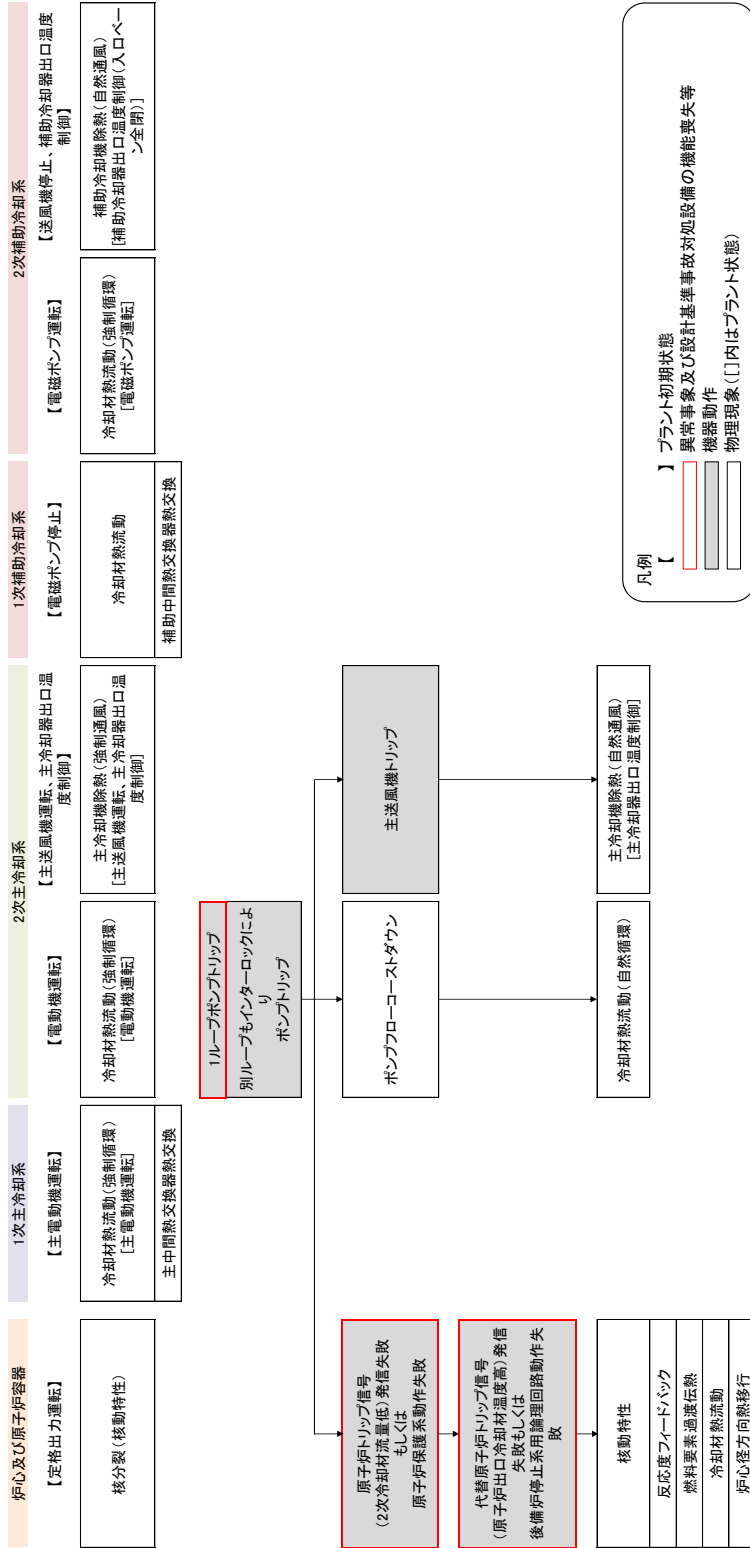 炉心及び原子炉容器
【定格出力運転】
核分裂(核動特性)
1次主冷却系
【主電動機運転】
冷却材熱流動(強制循環)
[主電動機運転]
主中間熱交換器熱交換
2次主冷却系
【電動機運転】
冷却材熱流動(強制循環)
[電動機運転]
【主送風機運転、主冷却器出口温
度制御】
主冷却機除熱(強制通風)
[主送風機運転、主冷却器出口温
度制御]
1次補助冷却系
【電磁ポンプ停止】
冷却材熱流動
補助中間熱交換器熱交換
2次補助冷却系
【電磁ポンプ運転】
冷却材熱流動(強制循環)
[電磁ポンプ運転]
【送風機停止、補助冷却器出口温度
制御】
補助冷却機除熱(自然通風)
[補助冷却器出口温度制御(入口ベー
ン全閉)]
1ループポンプトリップ
別ループもインターロックによ
り
ポンプトリップ
原子炉トリップ信号
(2次冷却材流量低)発信失敗
もしくは
原子炉保護系動作失敗
ポンプフローコーストダウン
主送風機トリップ
代替原子炉トリップ信号
(原子炉出口冷却材温度高)発信
失敗もしくは
後備炉停止系用論理回路動作失
敗
核動特性
反応度フィードバック
燃料要素過渡伝熱
冷却材熱流動
炉心径方向熱移行
冷却材熱流動(自然循環)
主冷却機除熱(自然通風)
[主冷却器出口温度制御]
凡例
【 】 プラント初期状態
異常事象及び設計基準事故対処設備の機能喪失等
機器動作
物理現象([]内はプラント状態)